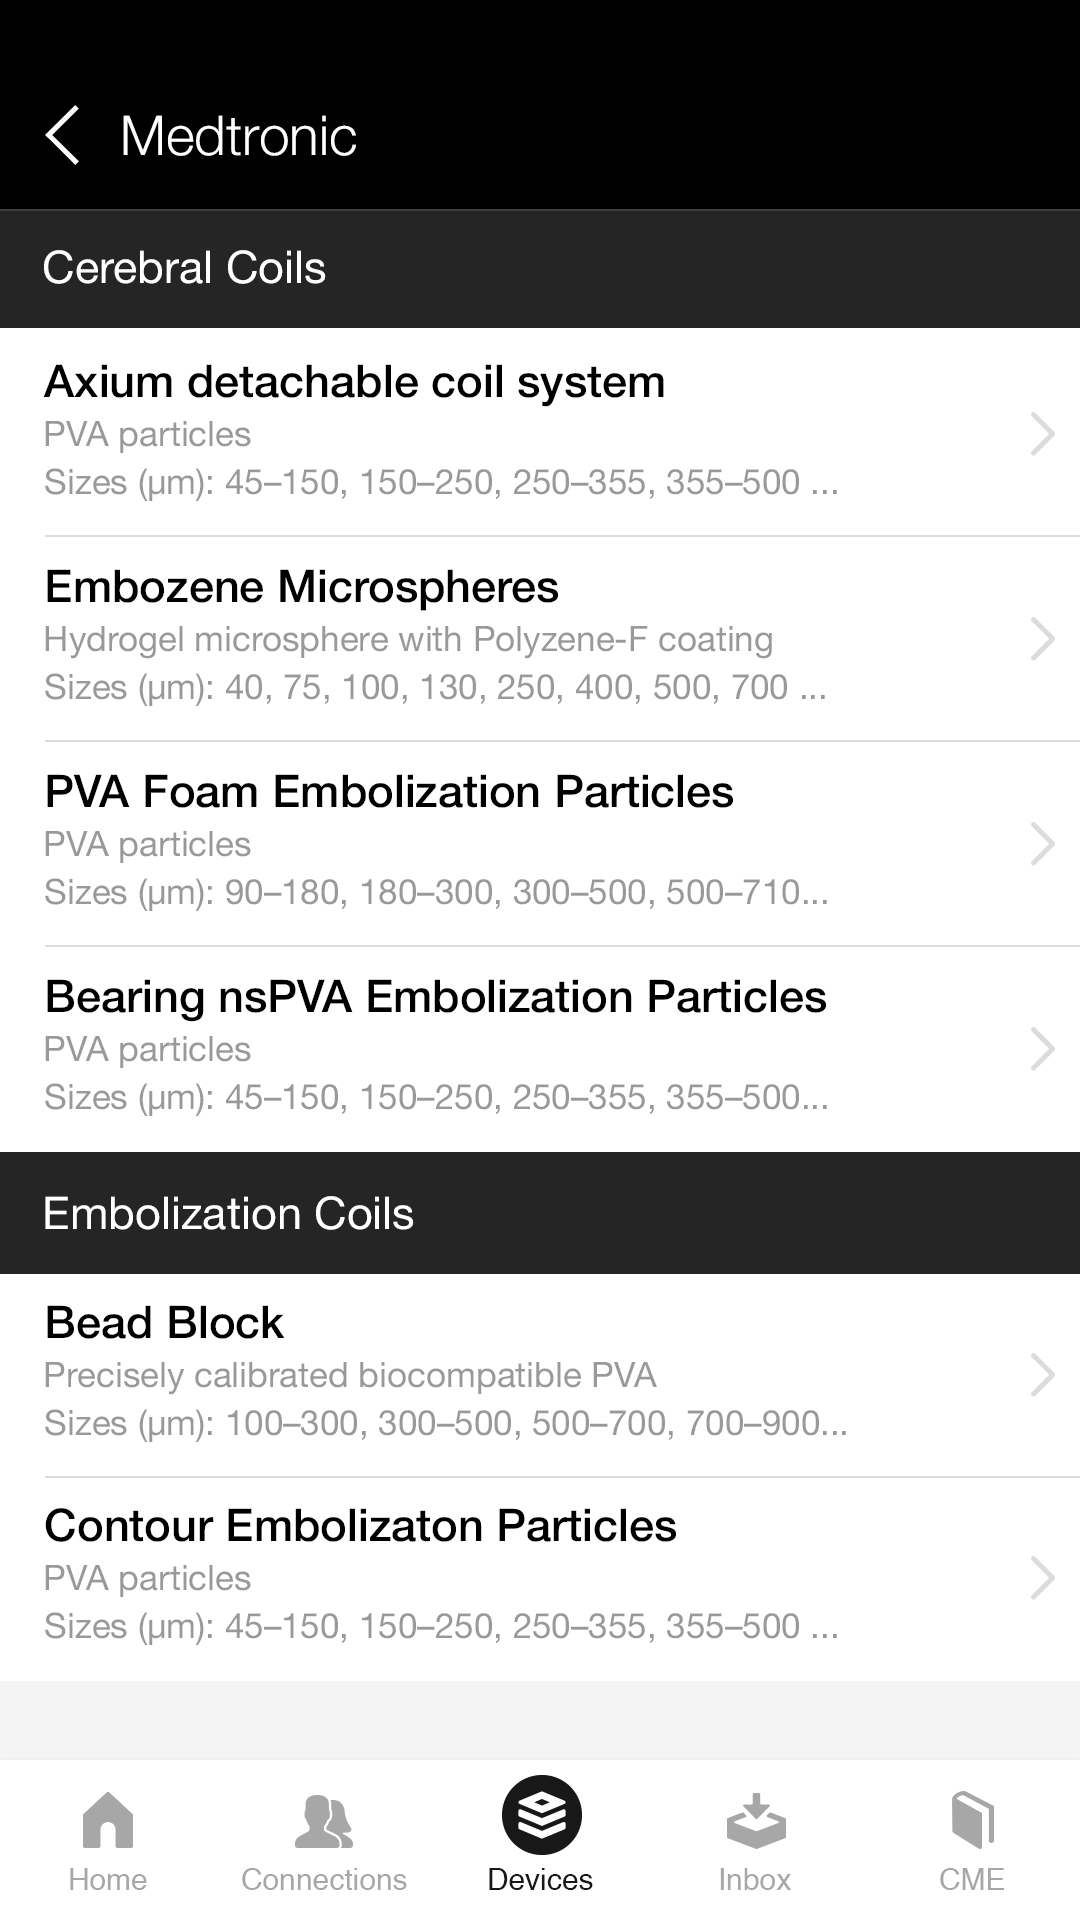 Medtronic
Cerebral Coils
Axium detachable coil system
PVA particles
Sizes (µm): 45–150, 150–250, 250–355, 355–500 ...
Embozene Microspheres
Hydrogel microsphere with Polyzene-F coating
Sizes (µm): 40, 75, 100, 130, 250, 400, 500, 700 ...
PVA Foam Embolization Particles
PVA particles
Sizes (µm): 90–180, 180–300, 300–500, 500–710...
Bearing nsPVA Embolization Particles
PVA particles
Sizes (µm): 45–150, 150–250, 250–355, 355–500...
Embolization Coils
Bead Block
Precisely calibrated biocompatible PVA
Sizes (µm): 100–300, 300–500, 500–700, 700–900...
Contour Embolizaton Particles
PVA particles
Sizes (µm): 45–150, 150–250, 250–355, 355–500 ...
Home
Connections
Devices
Inbox
CME